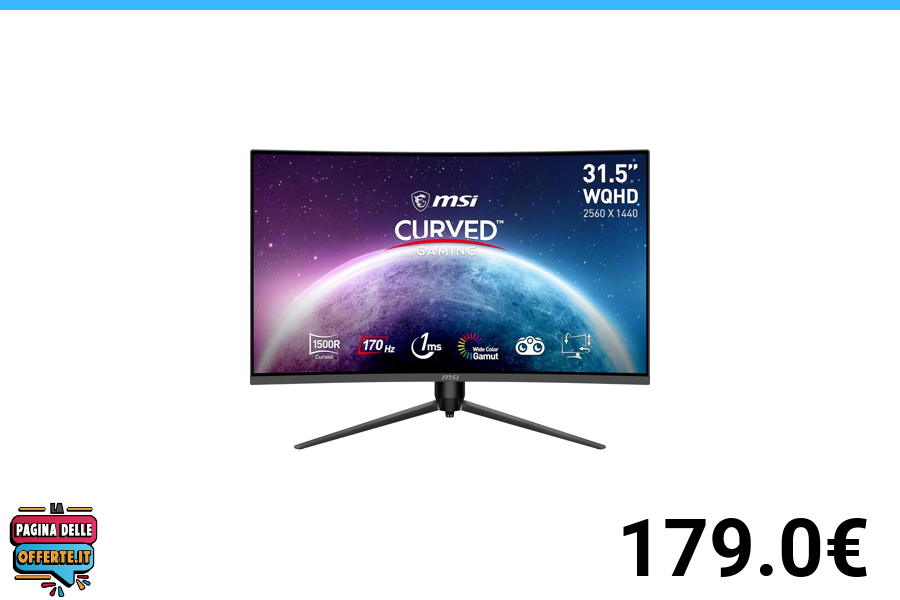 31.5”
WQHD
2560 X 1440
msi
CURVED™
GAMING
1500R
Curved
170 Hz
1ms
Wide Color
Gamut
msi
LA
PAGINA DELLE
OFFERTE.IT
179.0€